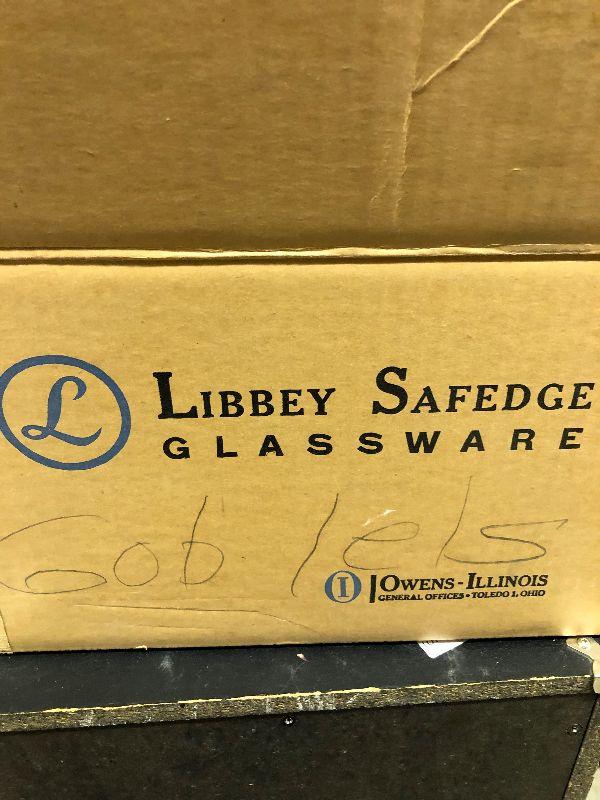 L LIBBEY SAFEDGE
GLASSWARE
Goblets
I OWENS-ILLINOIS
GENERAL OFFICES • TOLEDO 1, OHIO